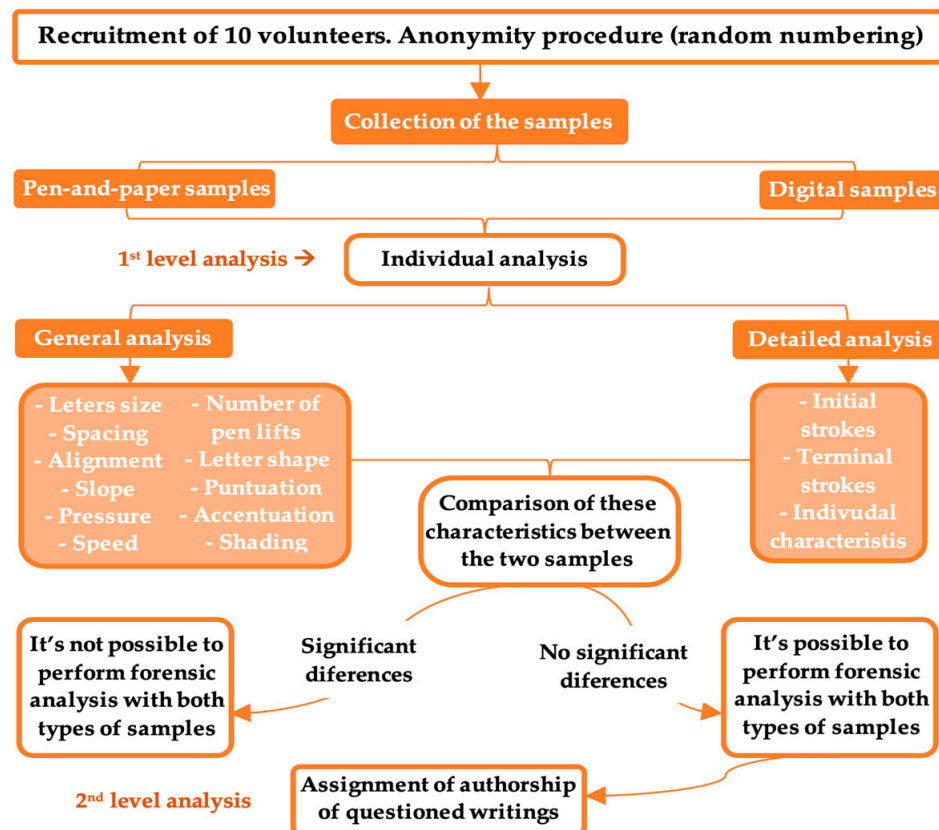 Recruitment of 10 volunteers. Anonymity procedure (random numbering)
Collection of the samples
Pen-and-paper samples
Digital samples
1st level analysis →
Individual analysis
General analysis
Detailed analysis
- Leters size
- Spacing
- Alignment
- Slope
- Pressure
- Speed
- Number of
pen lifts
- Letter shape
- Puntuation
- Accentuation
- Shading
- Initial
strokes
- Terminal
strokes
- Indivudal
characteristis
Comparison of these
characteristics between
the two samples
Significant
diferences
No significant
diferences
It's not possible to
perform forensic
analysis with both
types of samples
It's possible to
perform forensic
analysis with both
types of samples
2nd level analysis
Assignment of authorship
of questioned writings